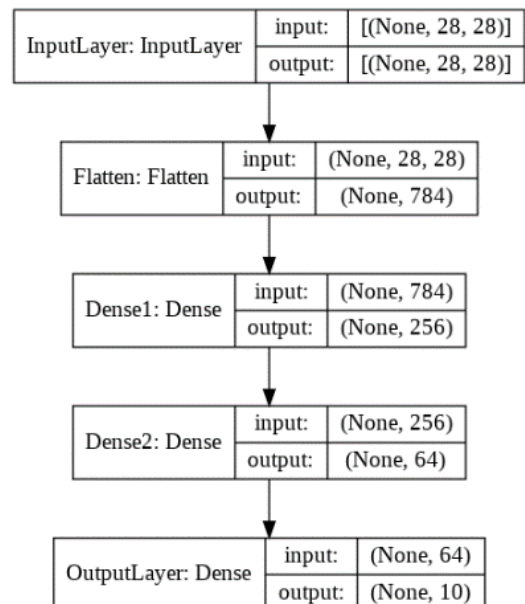 InputLayer: InputLayer
input: [(None, 28, 28)]
output: [(None, 28, 28)]
Flatten: Flatten
input: (None, 28, 28)
output: (None, 784)
Dense1: Dense
input: (None, 784)
output: (None, 256)
Dense2: Dense
input: (None, 256)
output: (None, 64)
OutputLayer: Dense
input: (None, 64)
output: (None, 10)